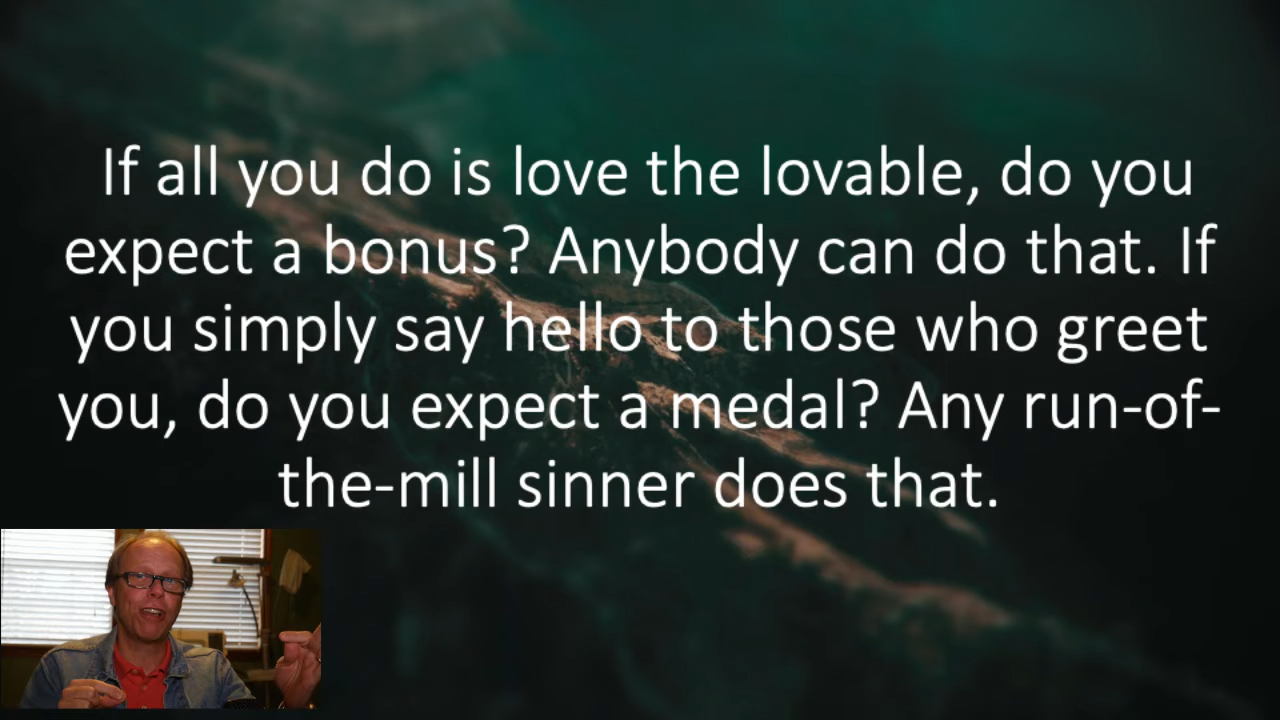 If all you do is love the lovable, do you
expect a bonus? Anybody can do that. If
you simply say hello to those who greet
you, do you expect a medal? Any run-of-
the-mill sinner does that.